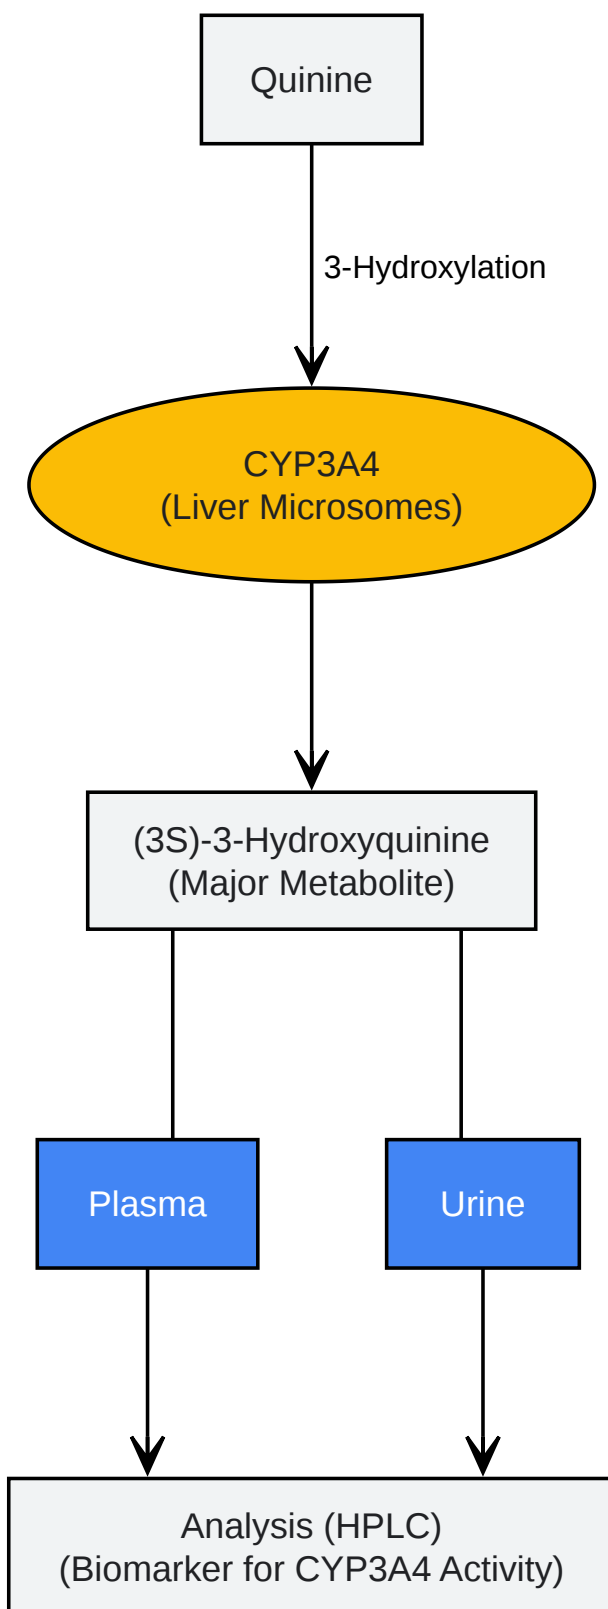 Quinine
3-Hydroxylation
CYP3A4
(Liver Microsomes)
(3S)-3-Hydroxyquinine
(Major Metabolite)
Plasma
Urine
Analysis (HPLC)
(Biomarker for CYP3A4 Activity)